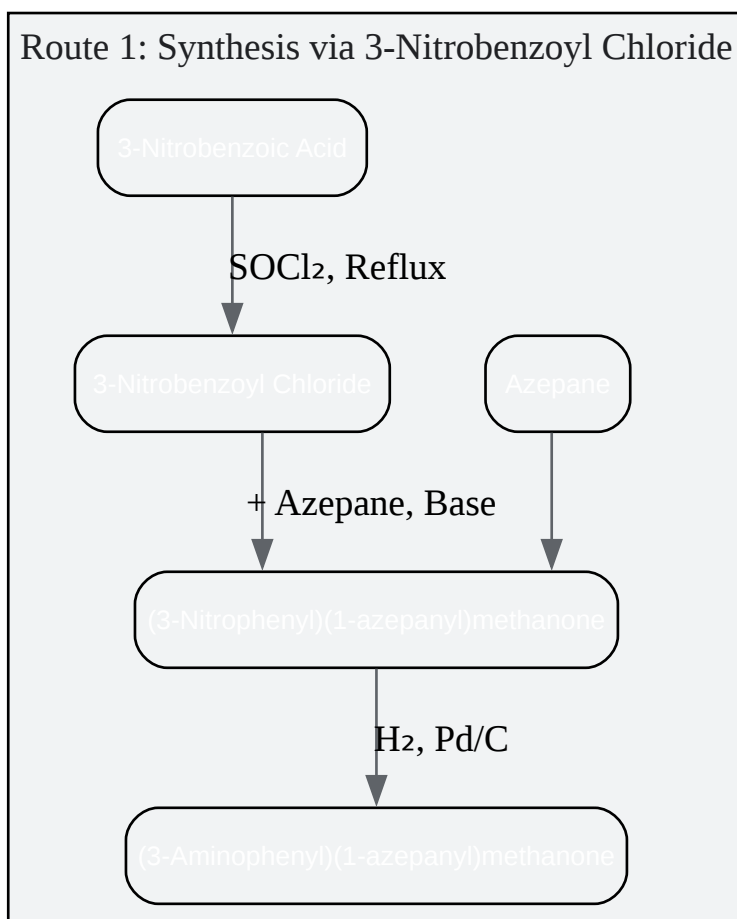 Route 1: Synthesis via 3-Nitrobenzoyl Chloride
3-Nitrobenzoic Acid
SOCl₂, Reflux
3-Nitrobenzoyl Chloride
Azepane
+ Azepane, Base
(3-Nitrophenyl)(1-azepanyl)methanone
H₂, Pd/C
(3-Aminophenyl)(1-azepanyl)methanone